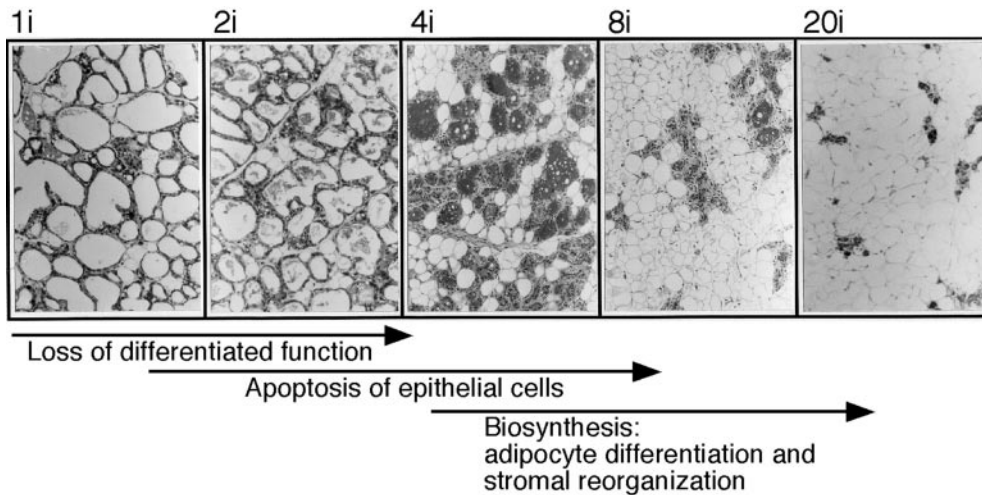 1i 2i 4i 8i 20i
Loss of differentiated function
Apoptosis of epithelial cells
Biosynthesis:
adipocyte differentiation and
stromal reorganization